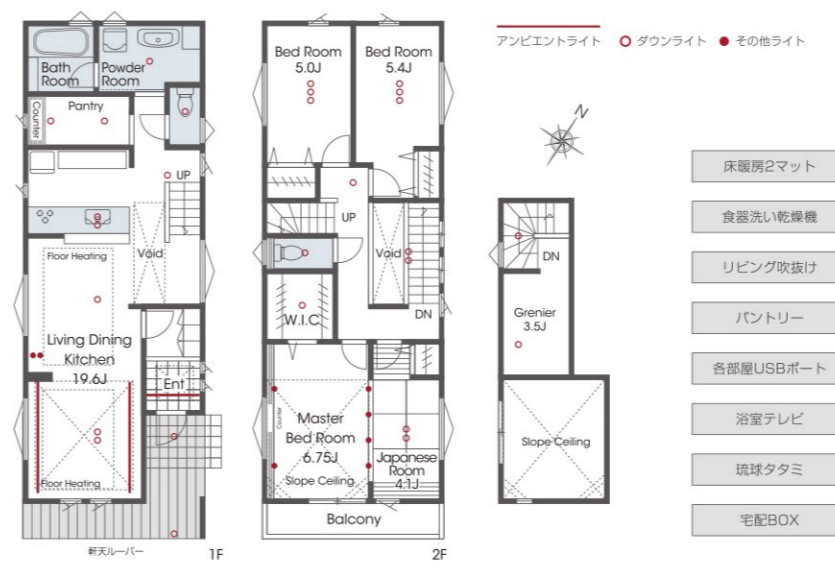 アンビエントライト
ダウンライト
その他ライト
N
Bath
Room
Powder
Room
Pantry
Counter
UP
Void
Floor Heating
Living Dining
Kitchen
19.6J
Ent
Floor Heating
軒天ルーバー
1F
Bed Room
5.0J
Bed Room
5.4J
UP
Void
DN
W.I.C
Counter
Master
Bed Room
6.75J
Slope Ceiling
Japanese
Room
4.1J
Balcony
2F
DN
Grenier
3.5J
Slope Ceiling
床暖房2マット
食器洗い乾燥機
リビング吹抜け
パントリー
各部屋USBポート
浴室テレビ
琉球タタミ
宅配BOX